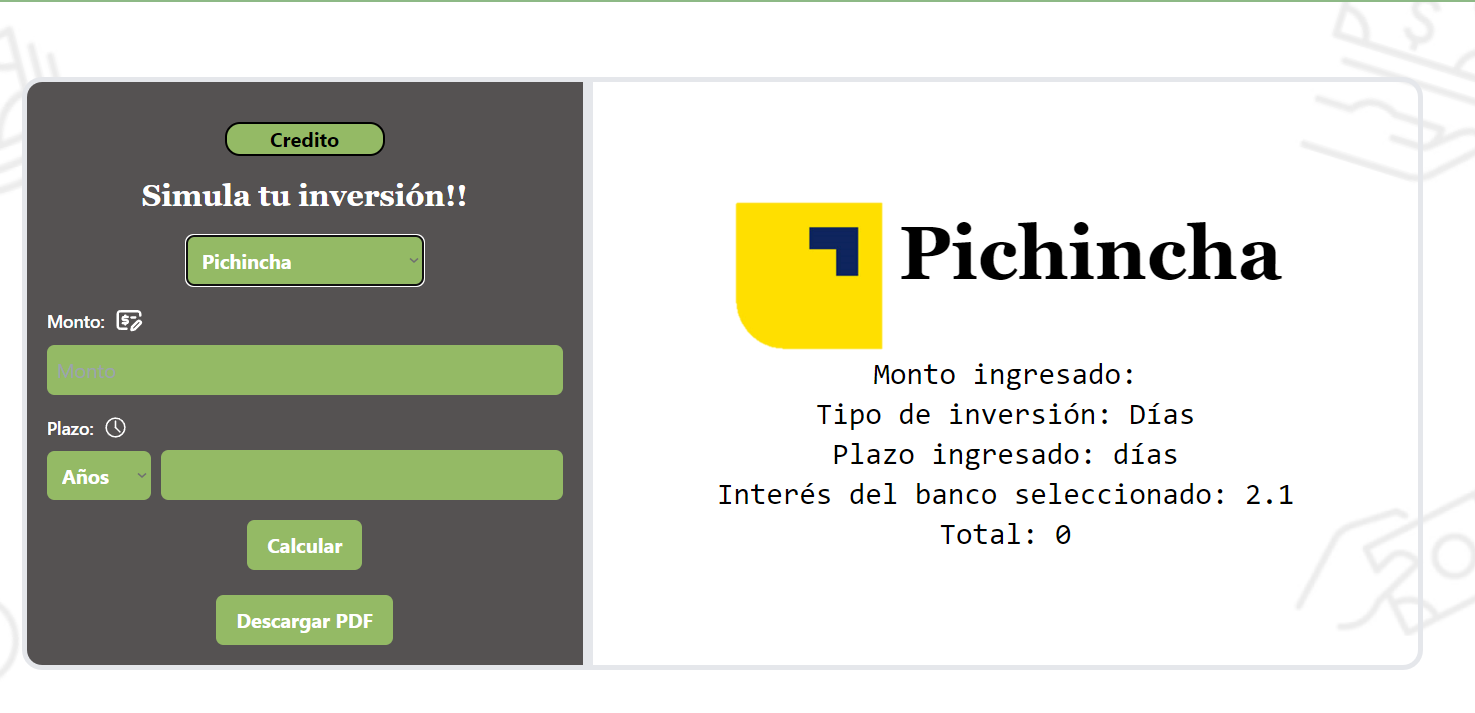 Credito
Simula tu inversión!!
Pichincha
Monto:
Monto
Plazo:
Años
Calcular
Descargar PDF
Pichincha
Monto ingresado:
Tipo de inversión: Días
Plazo ingresado: días
Interés del banco seleccionado: 2.1
Total: 0